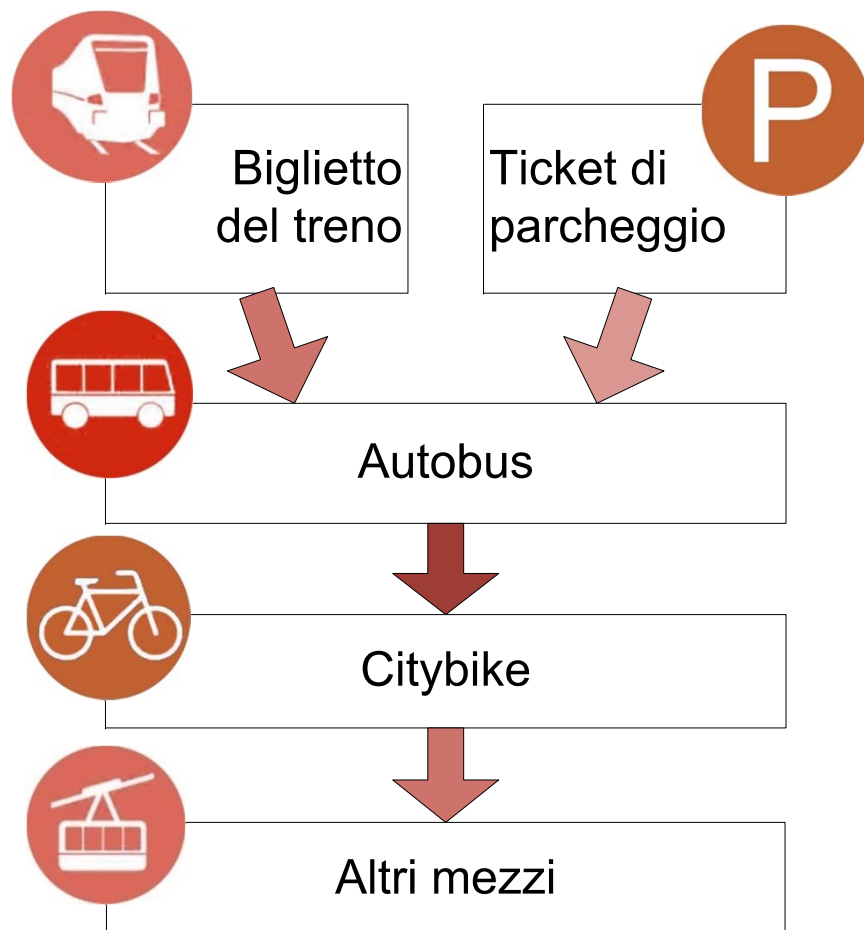 Biglietto
del treno
Ticket di
parcheggio
P
Autobus
Citybike
Altri mezzi